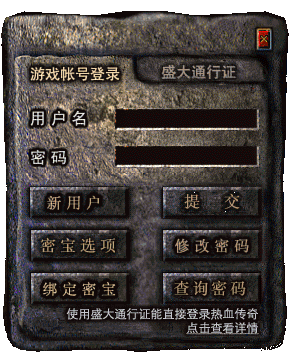 游戏帐号登录 盛大通行证
用户名
密码
新用户 提交
密宝选项 修改密码
绑定密宝 查询密码
使用盛大通行证能直接登录热血传奇
点击查看详情